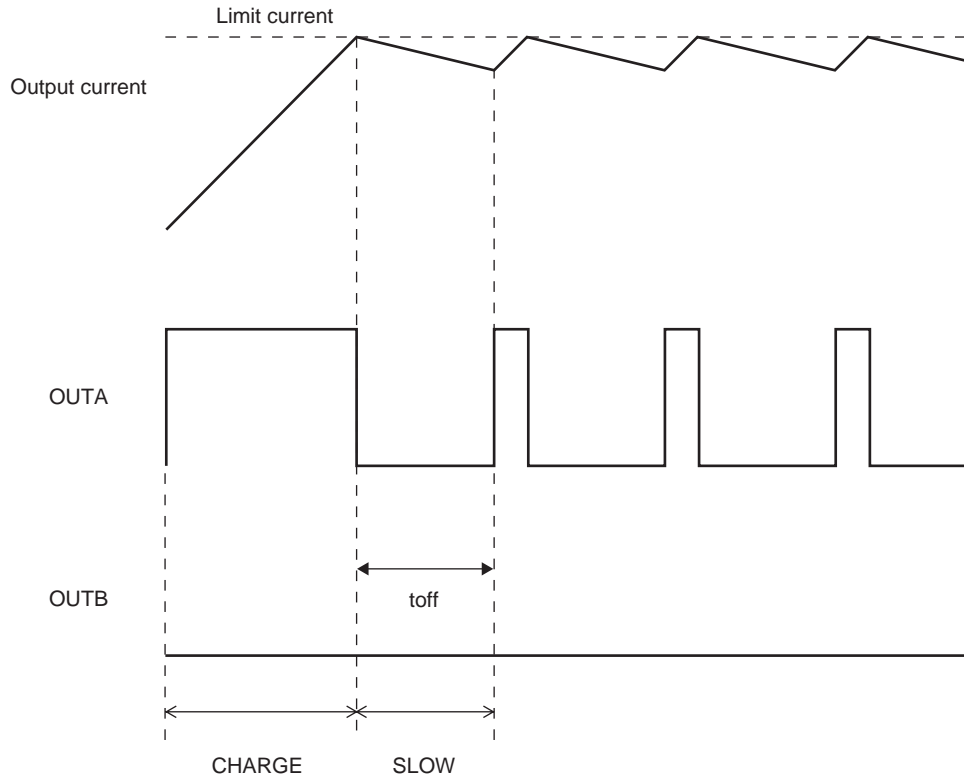 Limit current
Output current
OUTA
OUTB
toff
CHARGE
SLOW